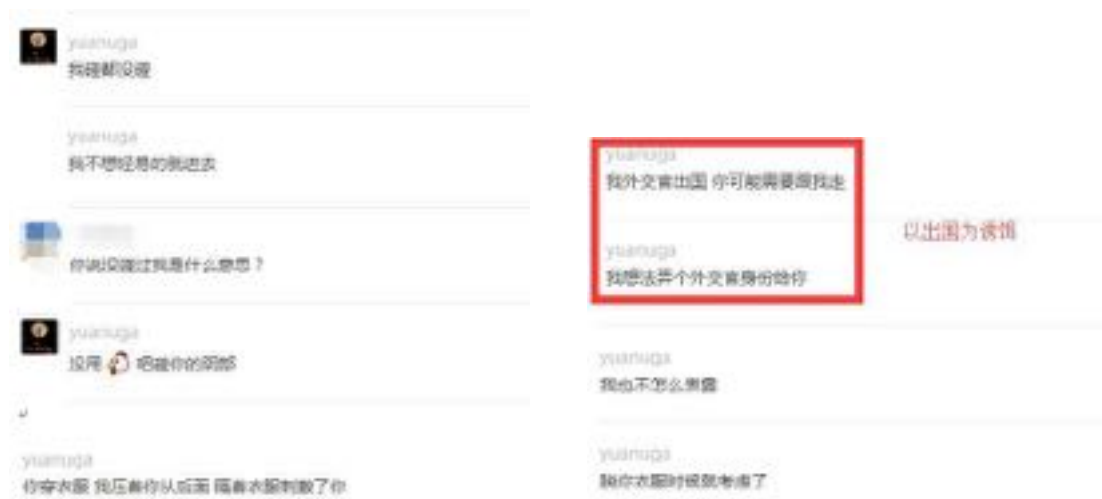 yuanuga
我碰都没碰
yuanuga
我不想轻易的就进去
你说没碰过我是什么意思？
yuanuga
没用 吧碰你的阴部
yuanuga
你穿衣服 我压着你从后面 隔着衣服刺激了你
yuanuga
我外交官出国 你可能需要跟我走
yuanuga
我想法弄个外交官身份给你
以出国为诱饵
yuanuga
我也不怎么焦虑
yuanuga
脱你衣服时候就考虑了